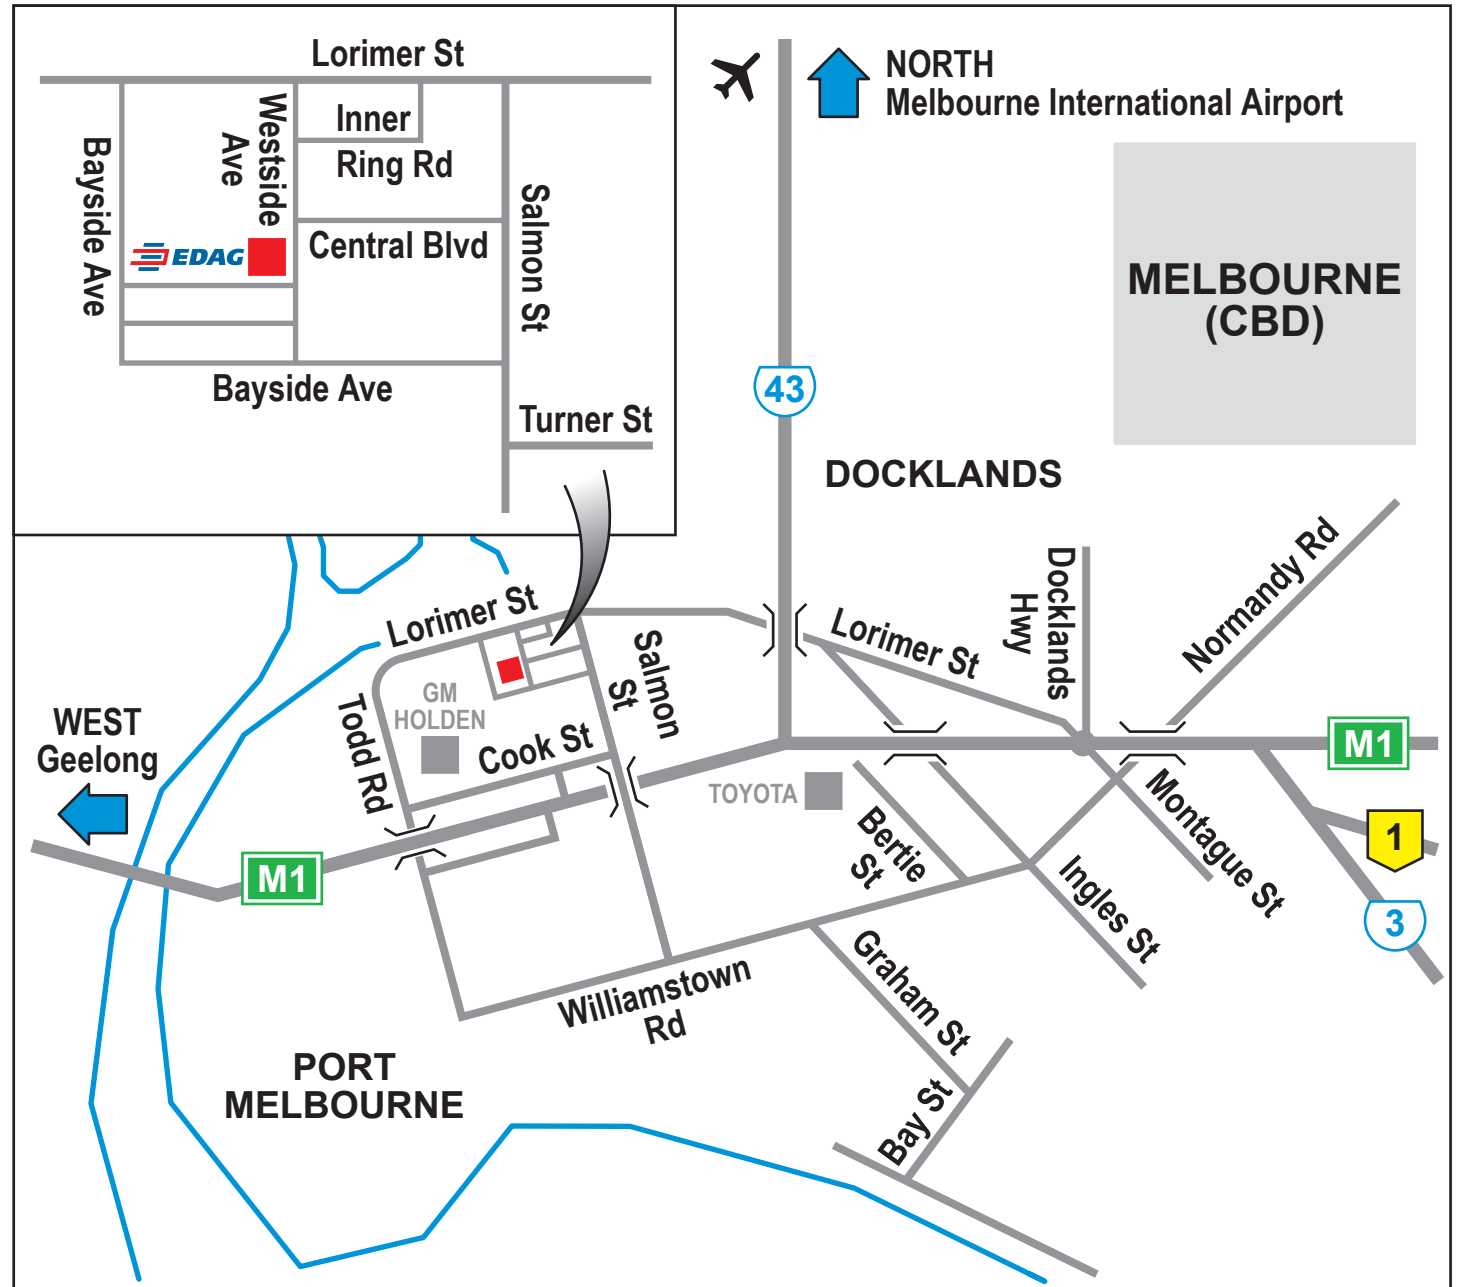 Lorimer St
Westside
Ave
Inner
Ring Rd
Bayside Ave
Salmon St
EDAG
Central Blvd
Bayside Ave
Turner St
NORTH
Melbourne International Airport
MELBOURNE
(CBD)
43
DOCKLANDS
Lorimer St
Docklands
Hwy
Normandy Rd
Lorimer St
Salmon
St
GM
HOLDEN
Todd Rd
Cook St
WEST
Geelong
M1
M1
TOYOTA
Bertie
St
Montague St
1
Ingles St
3
Graham St
Williamstown
Rd
Bay St
PORT
MELBOURNE